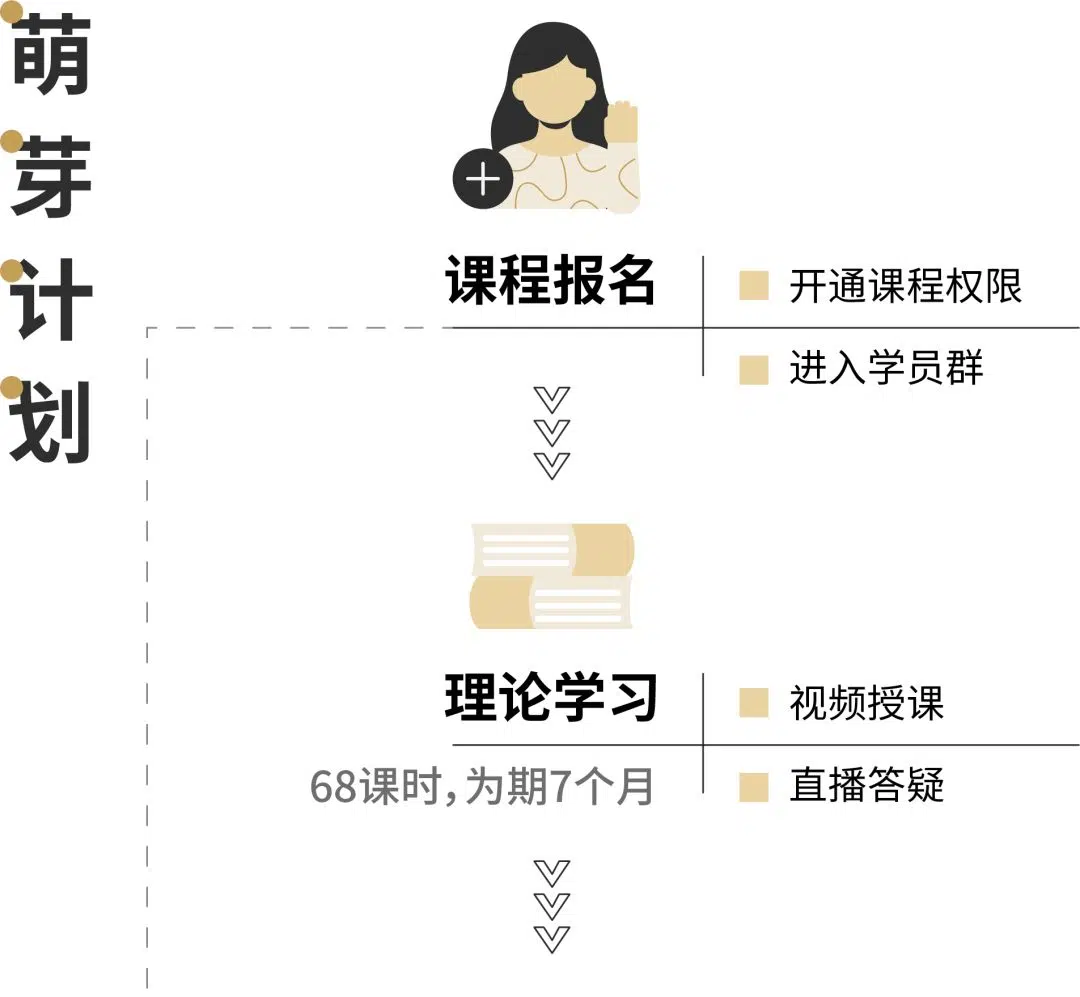 萌芽计划
课程报名
开通课程权限
进入学员群
理论学习
68课时，为期7个月
视频授课
直播答疑